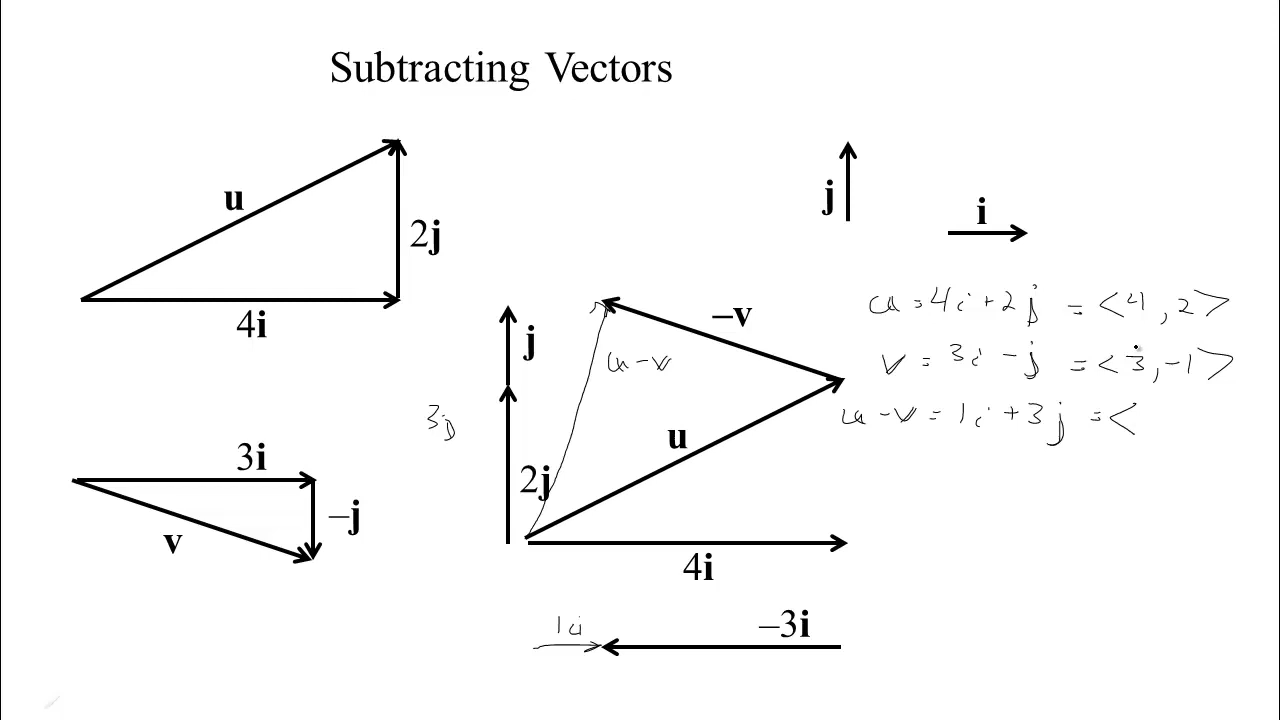 Subtracting Vectors
u
2j
4i
j
i
3i
–j
v
j
–v
u–v
3j
u
2j
4i
–3i
1i
u = 4i + 2j = <4, 2>
v = 3i – j = <3, –1>
u – v = 1i + 3j = <